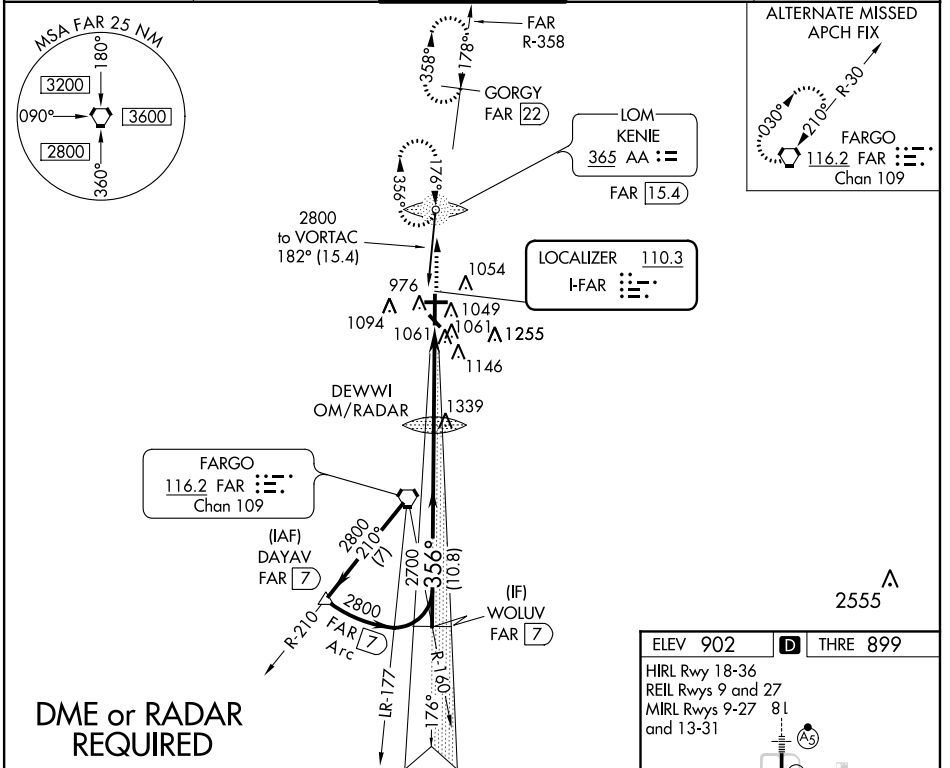 MSA FAR 25 NM
180°
3200
090°
3600
2800
360°
358°
178°
FAR
R-358
GORGY
FAR 22
LOM
KENIE
365 AA
FAR 15.4
356°
176°
2800
to VORTAC
182° (15.4)
ALTERNATE MISSED
APCH FIX
030°
210°
R-30
FARGO
116.2 FAR
Chan 109
LOCALIZER 110.3
I-FAR
1054
976
1049
1094
1061
1061
1255
1146
DEWWI
OM/RADAR
1339
FARGO
116.2 FAR
Chan 109
(IAF)
DAYAV
FAR 7
2800
210°
(7)
2800
FAR 7
Arc
R-210
2700
356°
(10.8)
(IF)
WOLUV
FAR 7
LR-177
176°
R-160
2555
DME or RADAR
REQUIRED
ELEV 902
D
THRE 899
HIRL Rwy 18-36
REIL Rwys 9 and 27
MIRL Rwys 9-27
and 13-31
18
A5